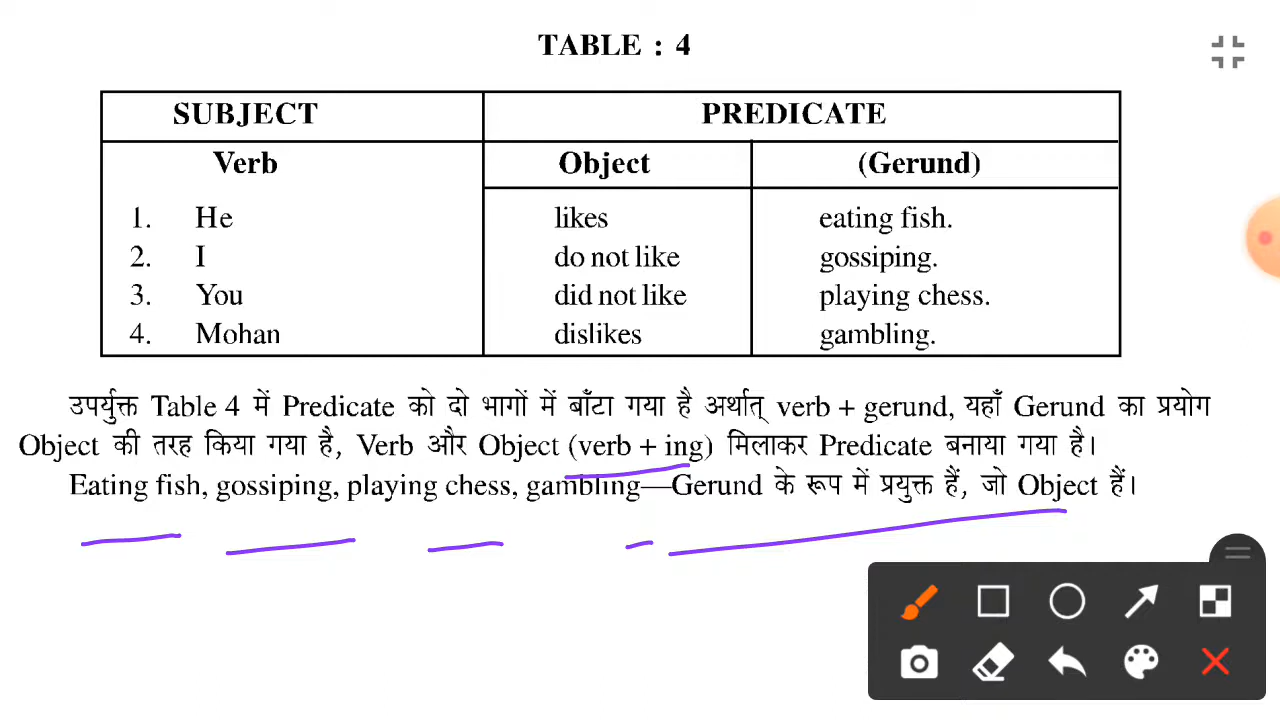 TABLE : 4
SUBJECT PREDICATE
Verb Object (Gerund)
1. He likes eating fish.
2. I do not like gossiping.
3. You did not like playing chess.
4. Mohan dislikes gambling.
उपर्युक्त Table 4 में Predicate को दो भागों में बाँटा गया है अर्थात् verb + gerund, यहाँ Gerund का प्रयोग
Object की तरह किया गया है, Verb और Object (verb + ing) मिलाकर Predicate बनाया गया है।
Eating fish, gossiping, playing chess, gambling—Gerund के रूप में प्रयुक्त हैं, जो Object हैं।